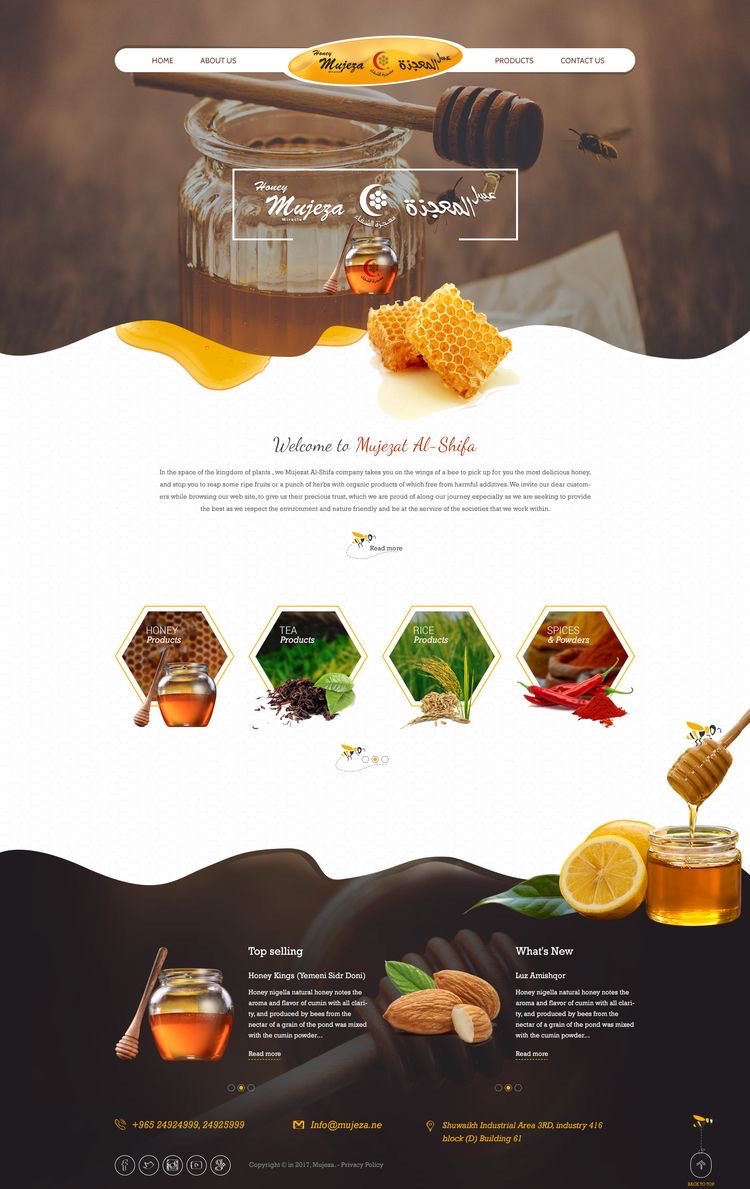 HOME
ABOUT US
Honey
Mujeza
Miracle
معجزة الشفاء
عسل المعجزة
PRODUCTS
CONTACT US
Honey
Mujeza
Miracle
معجزة الشفاء
عسل المعجزة
Welcome to Mujezat Al-Shifa
In the space of the kingdom of plants , we Mujezat Al-Shifa company takes you on the wings of a bee to pick up for you the most delicious honey,
and stop you to reap some ripe fruits or a punch of herbs with organic products of which free from harmful additives. We invite our dear custom-
ers while browsing our web site, to give us their precious trust, which we are proud of along our journey especially as we are seeking to provide
the best as we respect the environment and nature friendly and be at the service of the societies that we work within.
Read more
HONEY
Products
TEA
Products
RICE
Products
SPICES
& Powders
Top selling
Honey Kings (Yemeni Sidr Doni)
Honey nigella natural honey notes the
aroma and flavor of cumin with all clari-
ty, and produced by bees from the
nectar of a grain of the pond was mixed
with the cumin powder...
Read more
What's New
Luz Amishqor
Honey nigella natural honey notes the
aroma and flavor of cumin with all clari-
ty, and produced by bees from the
nectar of a grain of the pond was mixed
with the cumin powder...
Read more
+965 24924999, 24925999
Info@mujeza.ne
Shuwaikh Industrial Area 3RD, industry 416
block (D) Building 61
Copyright © in 2017, Mujeza. - Privacy Policy
BACK TO TOP